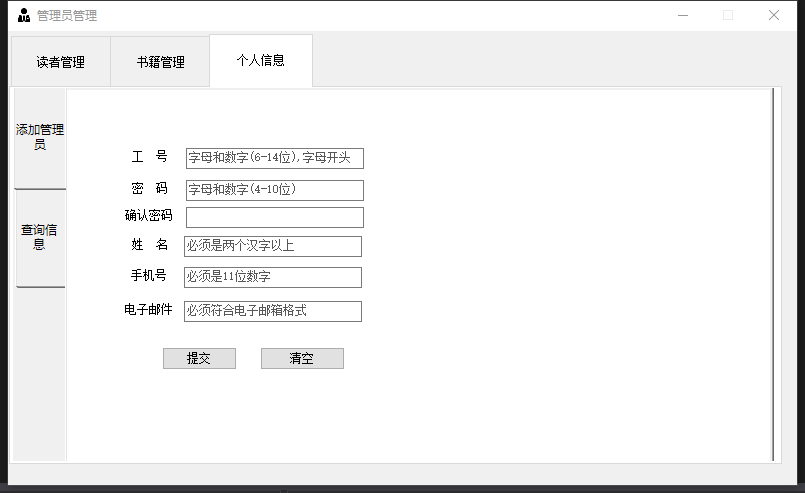 管理员管理
读者管理 书籍管理 个人信息
添加管理
员
查询信
息
工 号 字母和数字(6-14位),字母开头
密 码 字母和数字(4-10位)
确认密码
姓 名 必须是两个汉字以上
手机号 必须是11位数字
电子邮件 必须符合电子邮箱格式
提交 清空